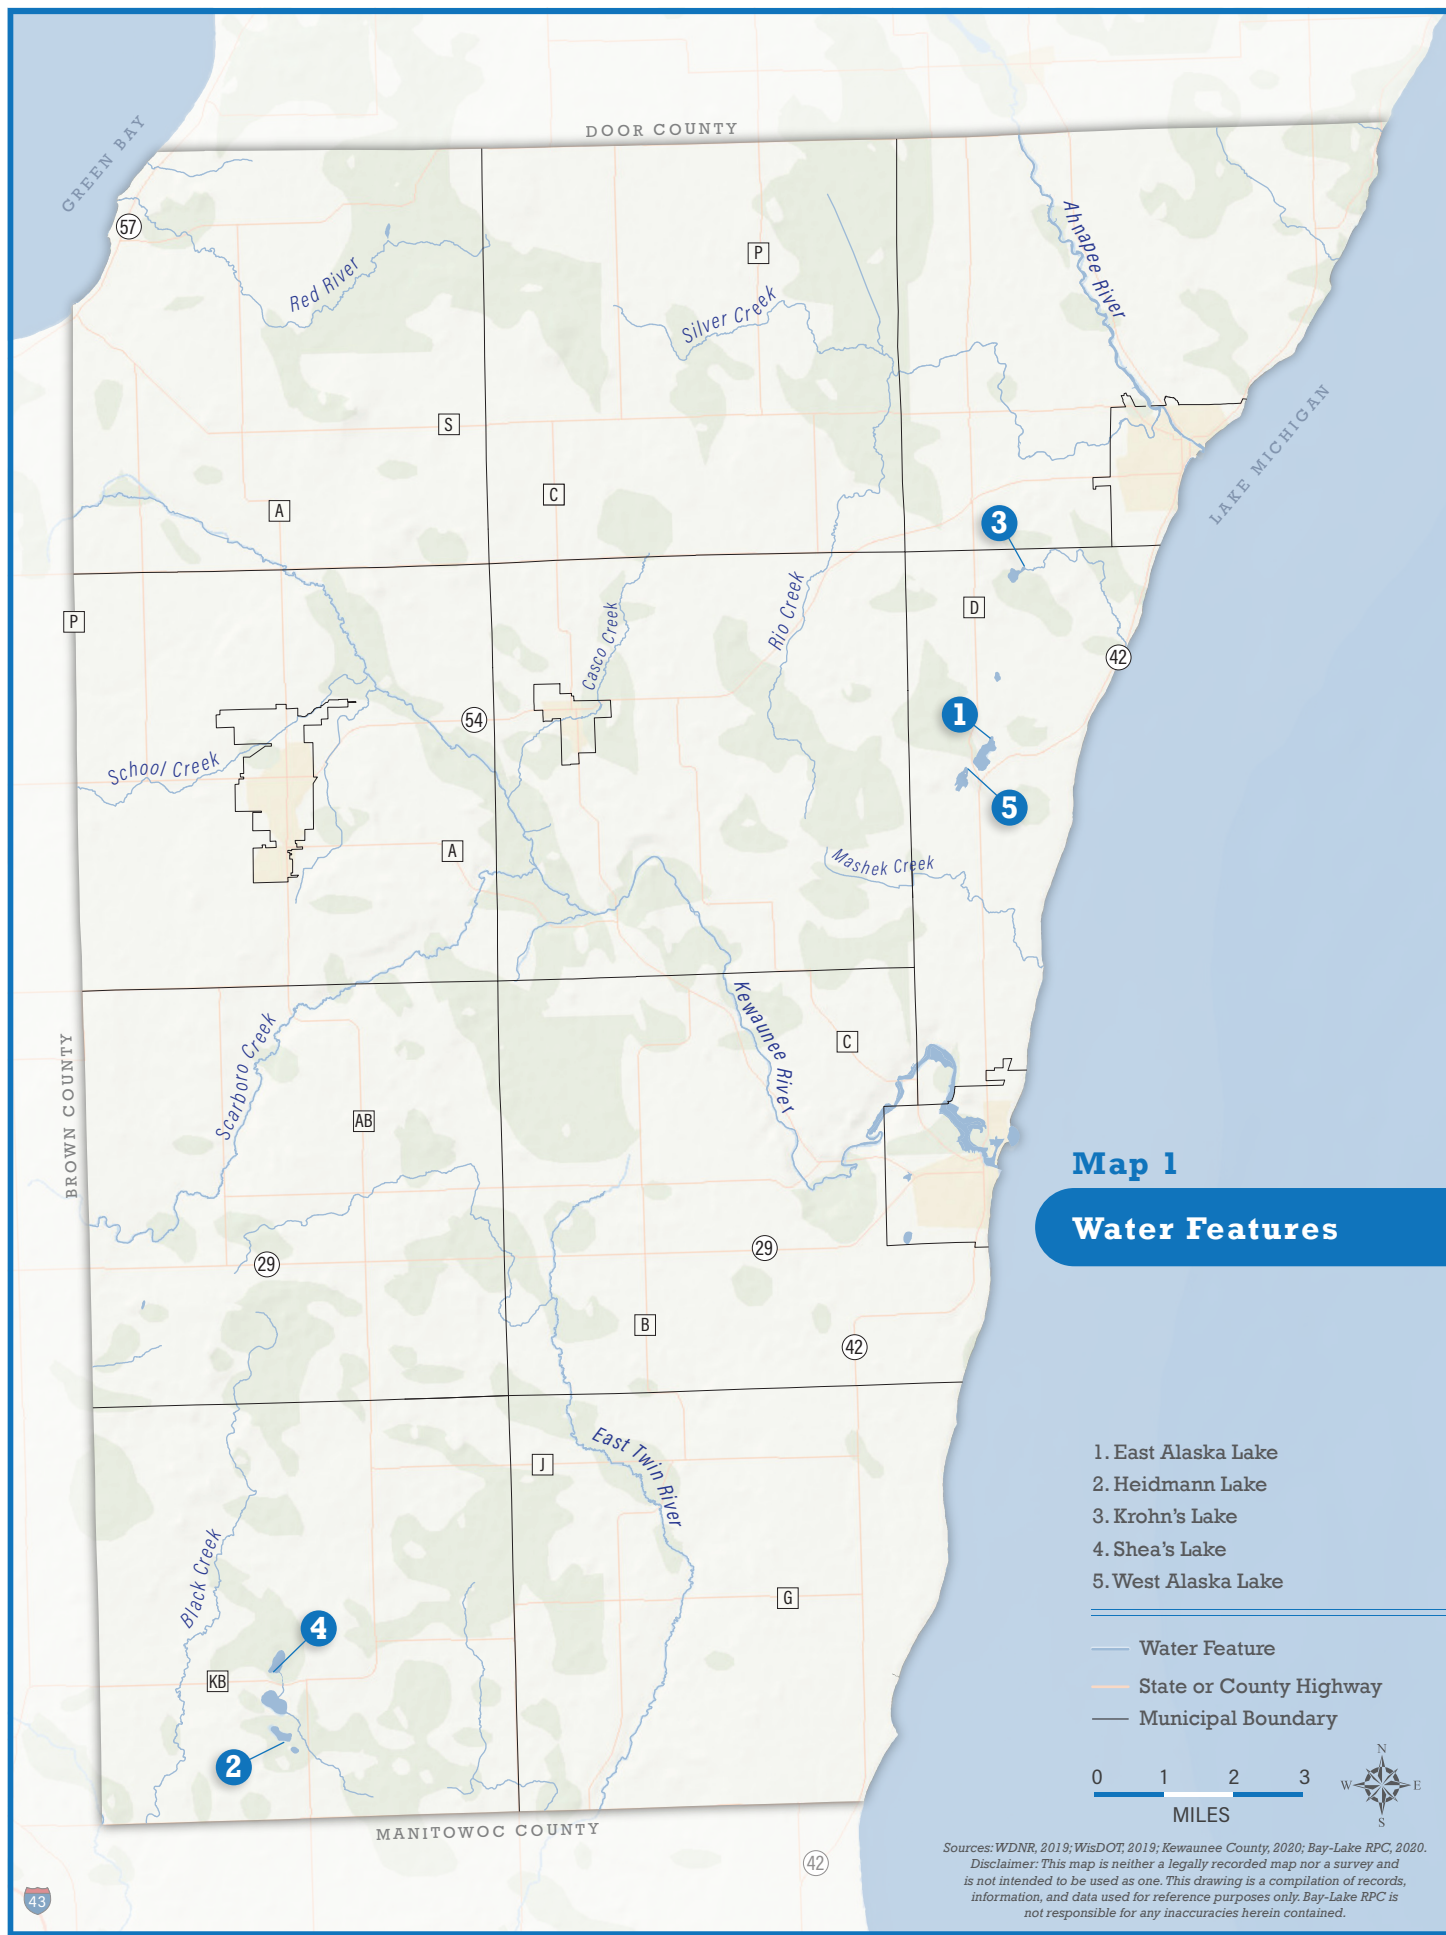 DOOR COUNTY
GREEN BAY
57
Red River
P
Silver Creek
Ahnapee River
LAKE MICHIGAN
S
C
A
3
P
Casco Creek
Rio Creek
D
42
1
54
School Creek
5
A
Mashek Creek
Kewaunee River
Scarboro Creek
C
BROWN COUNTY
AB
Map 1
Water Features
29
29
B
42
East Twin River
J
Black Creek
G
4
KB
2
1. East Alaska Lake
2. Heidmann Lake
3. Krohn's Lake
4. Shea's Lake
5. West Alaska Lake
Water Feature
State or County Highway
Municipal Boundary
0 1 2 3
MILES
N
W E
S
MANITOWOC COUNTY
42
43
Sources: WDNR, 2019; WisDOT, 2019; Kewaunee County, 2020; Bay-Lake RPC, 2020.
Disclaimer: This map is neither a legally recorded map nor a survey and
is not intended to be used as one. This drawing is a compilation of records,
information, and data used for reference purposes only. Bay-Lake RPC is
not responsible for any inaccuracies herein contained.